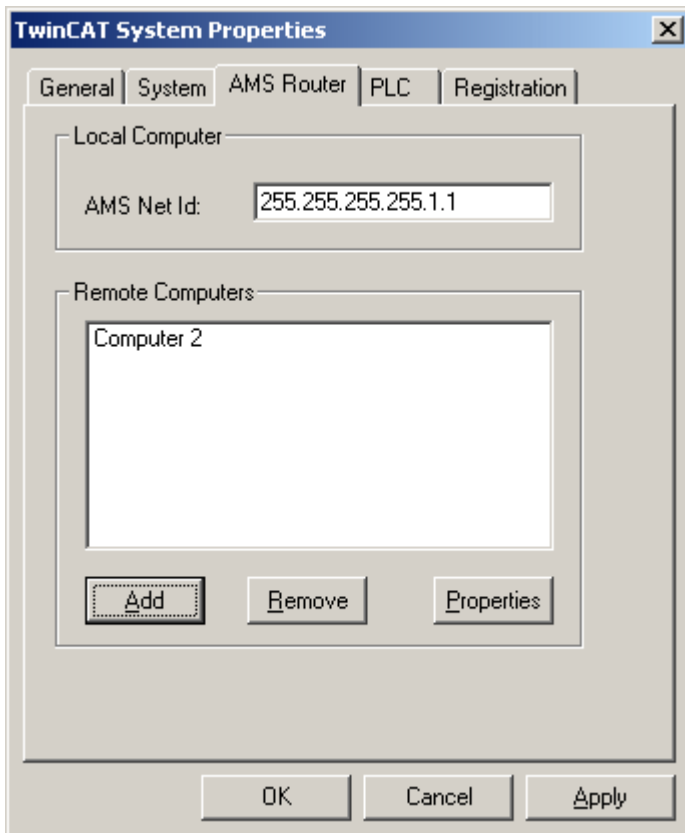 TwinCAT System Properties
General System AMS Router PLC Registration
Local Computer
AMS Net Id: 255.255.255.255.1.1
Remote Computers
Computer 2
Add Remove Properties
OK Cancel Apply